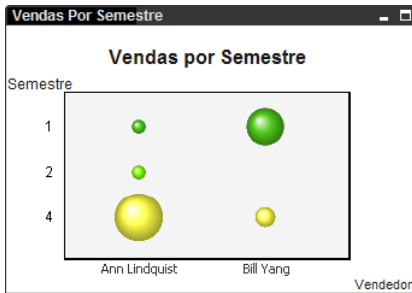 Vendas Por Semestre
Vendas por Semestre
Semestre
1
2
4
Ann Lindquist Bill Yang
Vendedor